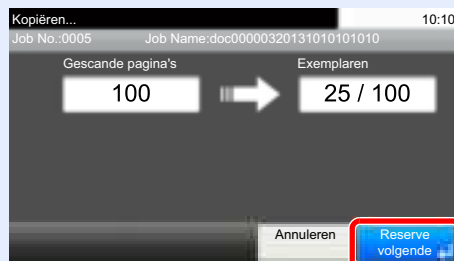 Kopiëren... 10:10
Job No.:0005 Job Name:doc00000320131010101010
Gescande pagina's Exemplaren
100 25 / 100
Annuleren Reserve
volgende